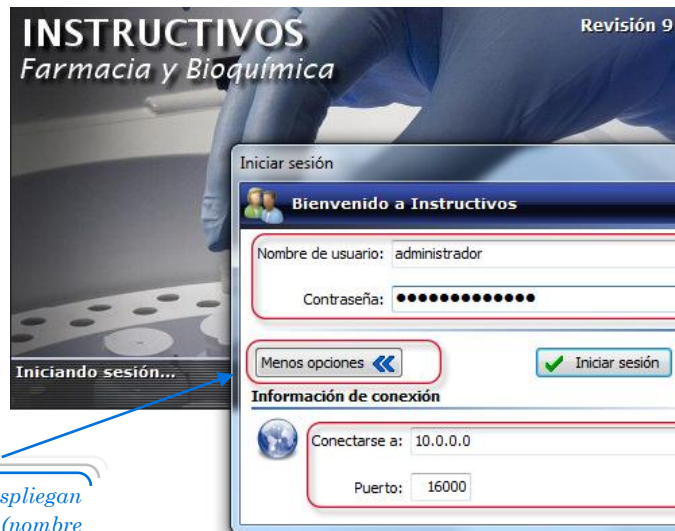 INSTRUCTIVOS
Revisión 9
Farmacia y Bioquímica
Iniciar sesión
Bienvenido a Instructivos
Nombre de usuario: administrador
Contraseña: ●●●●●●●●●●●●●
Menos opciones
Iniciar sesión
Iniciando sesión...
Información de conexión
Conectarse a: 10.0.0.0
Puerto: 16000
spliegan
(nombre